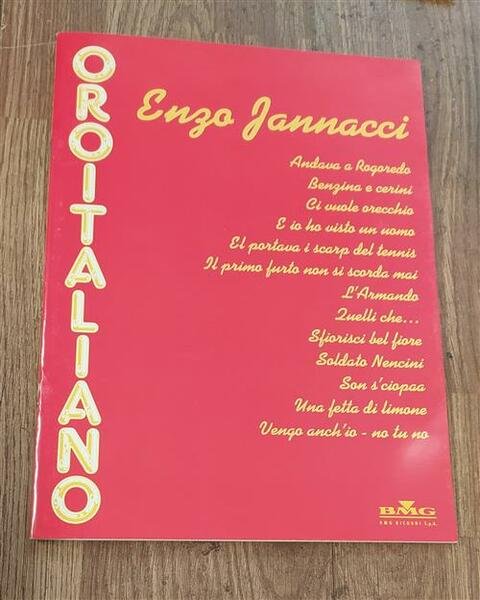 OROITALIANO
Enzo Jannacci
Andava a Rogoredo
Benzina e cerini
Ci vuole orecchio
E io ho visto un uomo
El portava i scarp del tennis
Il primo furto non si scorda mai
L'Armando
Quelli che...
Sfiorisci bel fiore
Soldato Nencini
Son s'ciopaa
Una fetta di limone
Vengo anch'io - no tu no
BMG
BMG RICORDI S.p.A.